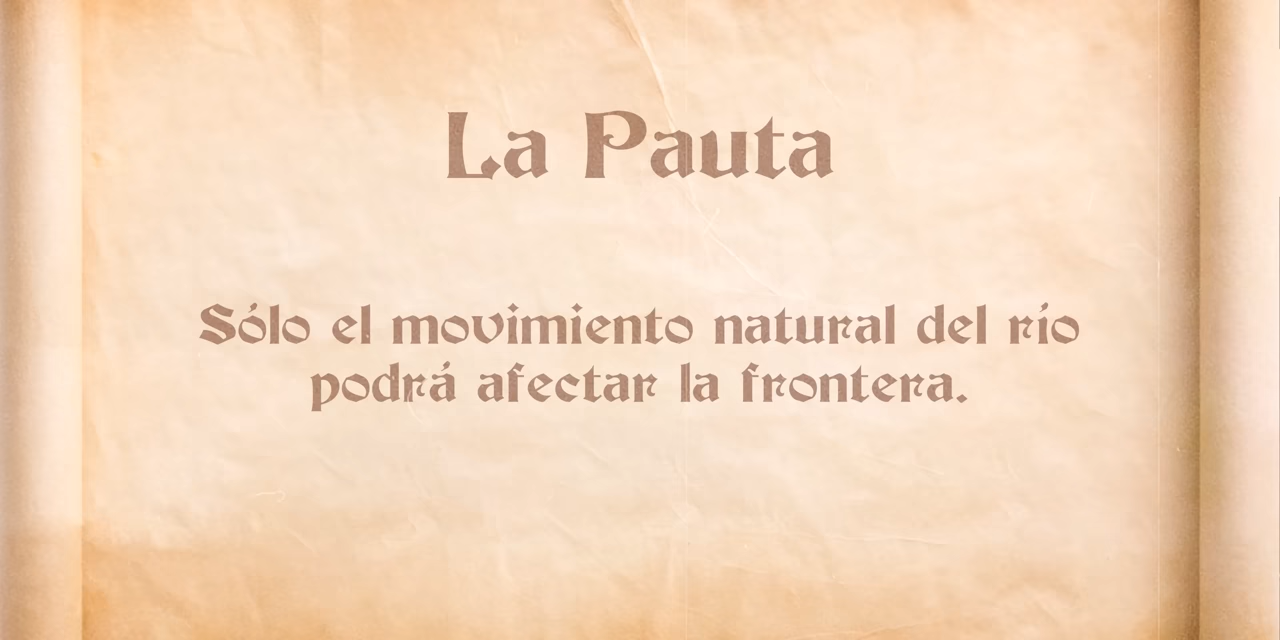 La Pauta
Sólo el movimiento natural del río
podrá afectar la frontera.